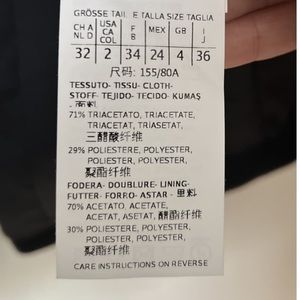 GRÖSSE TAILLE TALLA SIZE TAGLIA
CH A NL D USA CA COL F B MEX GB I J
32 2 34 24 4 36
尺码: 155/80A
TESSUTO- TISSU- CLOTH-
STOFF- TEJIDO- TECIDO- KUMAŞ
- 面料
71% TRIACETATO, TRIACETATE,
TRIACETATO, TRIASETAT,
三醋酸纤维
29% POLIESTERE, POLYESTER,
POLIESTER, POLYESTER,
聚酯纤维
FODERA- DOUBLURE- LINING-
FUTTER- FORRO- ASTAR - 里料
70% ACETATO, ACETATE,
ACETAT, ASETAT, 醋酯纤维
30% POLIESTERE, POLYESTER,
POLIESTER, POLYESTER,
聚酯纤维
CARE INSTRUCTIONS ON REVERSE